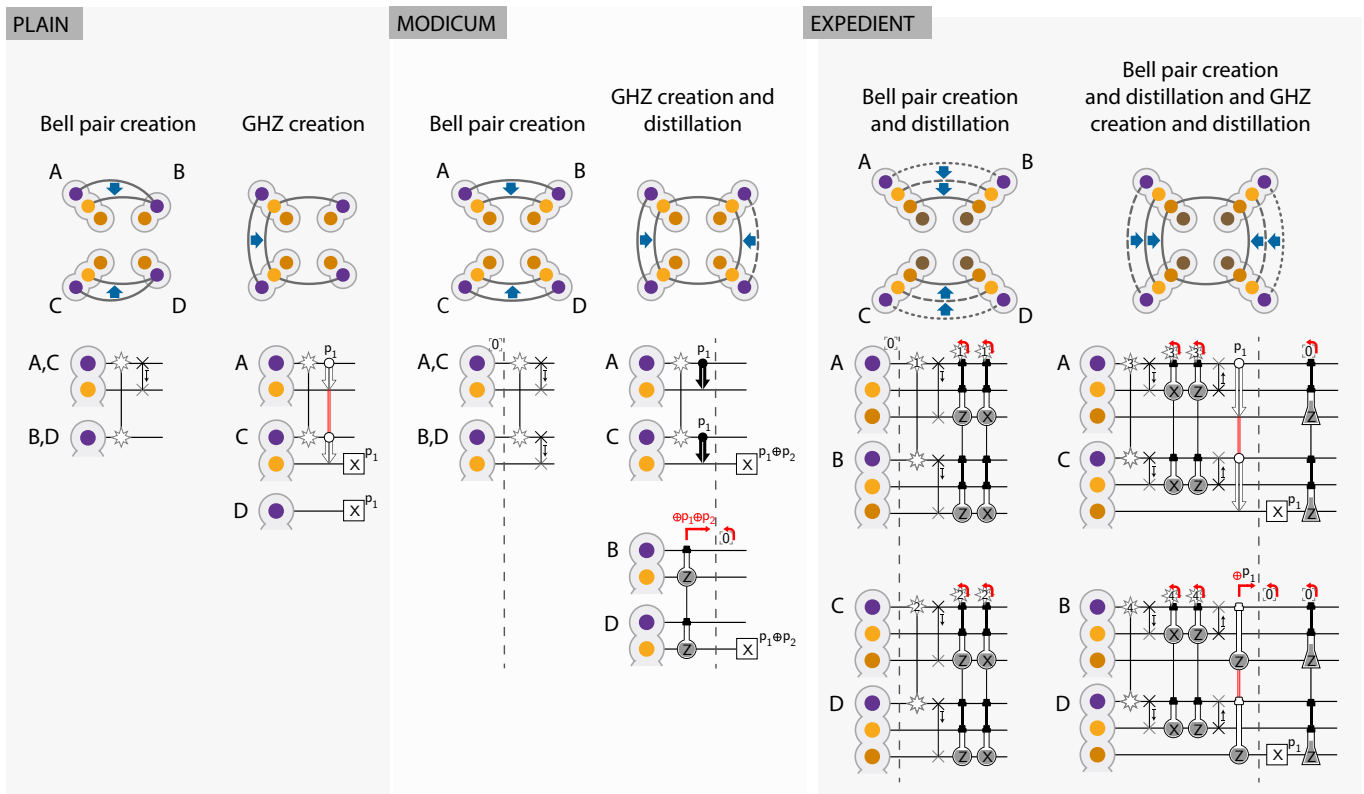 PLAIN
Bell pair creation
GHZ creation
A B
C D
A,C
B,D
A p₁
C
X p₁
D X p₁
MODICUM
Bell pair creation
GHZ creation and
distillation
A B
C D
0
A,C
B,D
A p₁
C p₁
X p₁⊕p₂
⊕p₁⊕p₂
0
B
Z
D
Z X p₁⊕p₂
EXPEDIENT
Bell pair creation
and distillation
Bell pair creation
and distillation and GHZ
creation and distillation
A B
C D
0
A 1 1 1
Z X
B
Z X
C 2 2 2
Z X
D
Z X
A 3 3 3 p₁ 0
X Z
Z
C
X Z
X p₁ Z
⊕p₁
B 4 4 4 0 0
X Z
Z Z
D
X Z
Z X p₁ Z